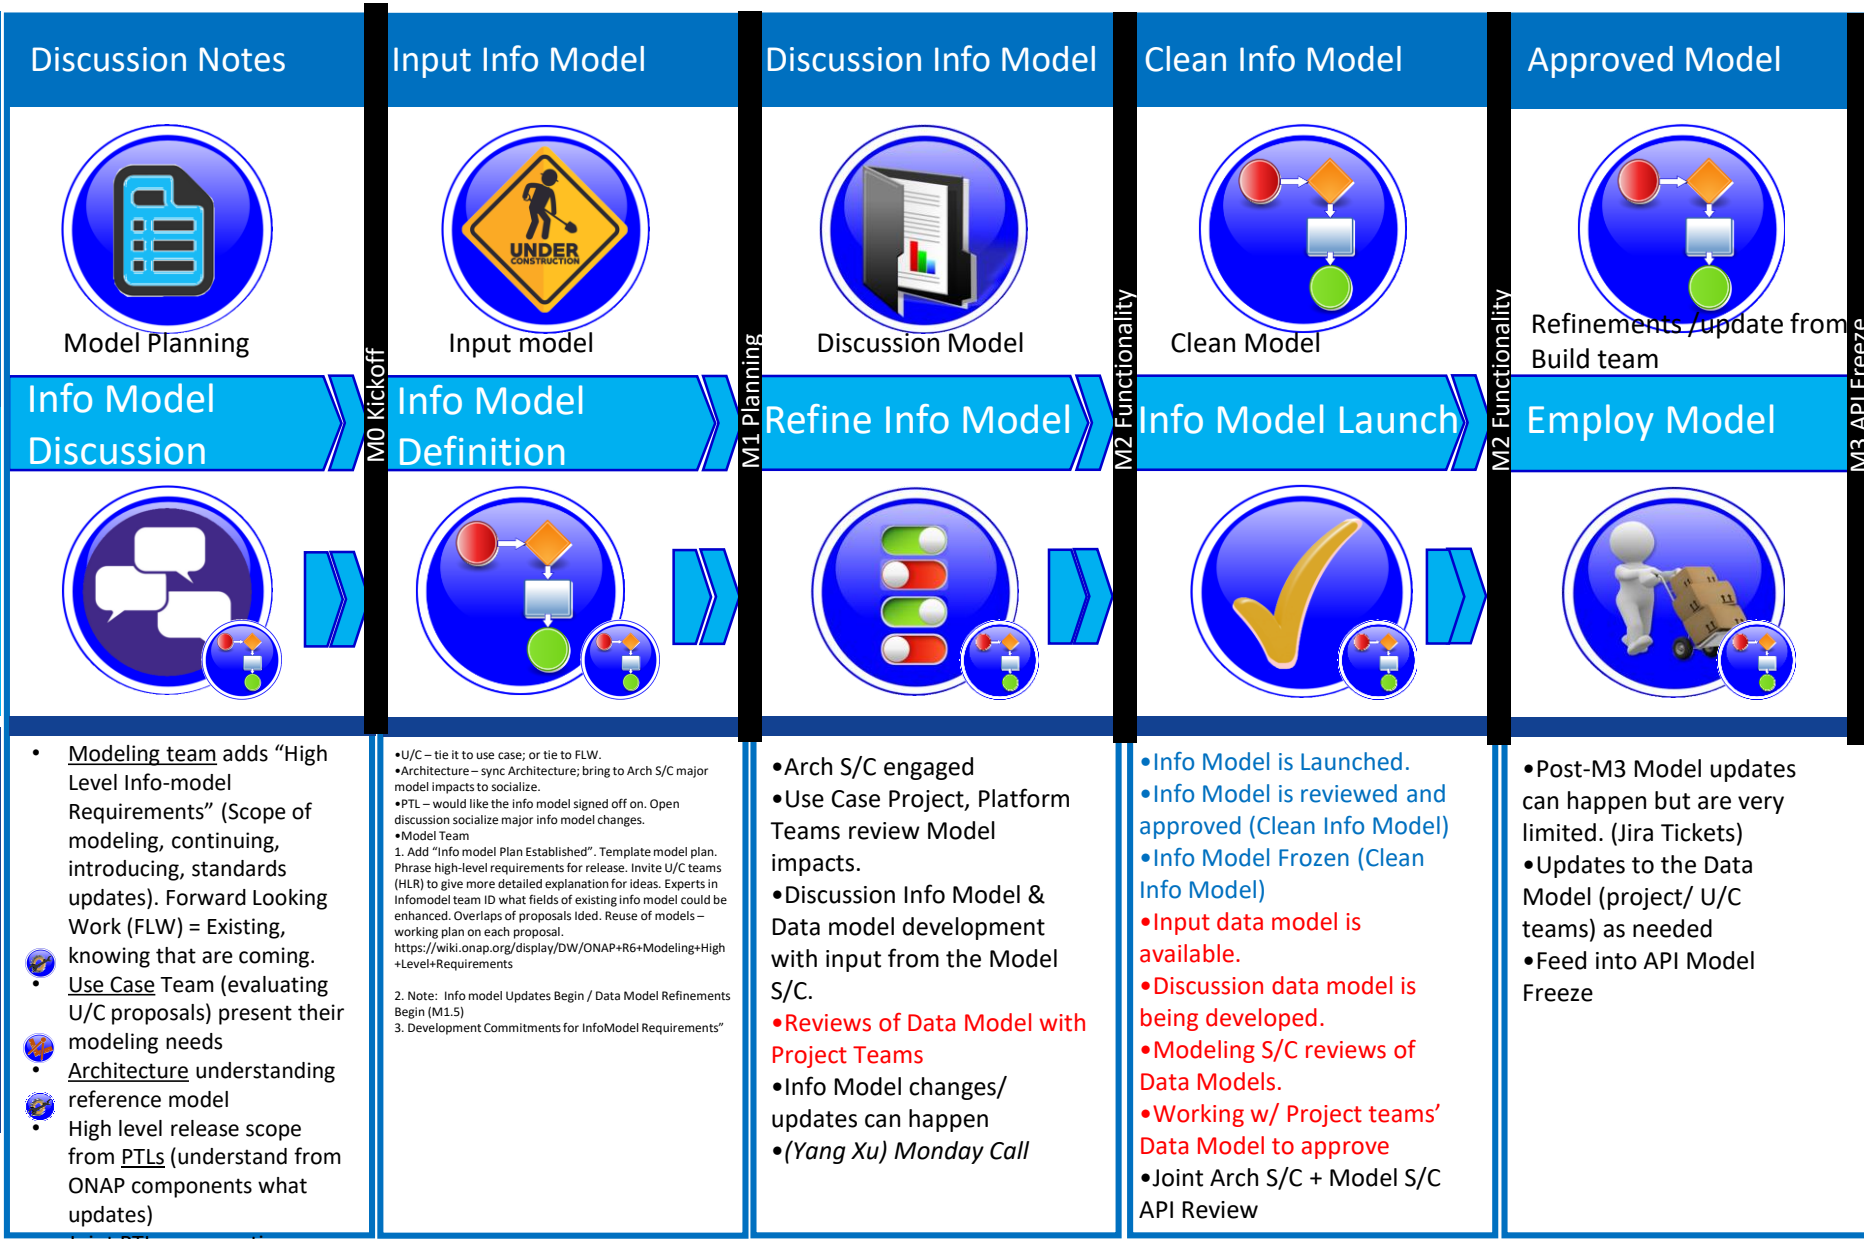 Discussion Notes
Input Info Model
Discussion Info Model
Clean Info Model
Approved Model
UNDER
CONSTRUCTION
Model Planning
Input model
Discussion Model
Clean Model
Refinements /update from
Build team
Info Model
Discussion
M0 Kickoff
Info Model
Definition
M1 Planning
Refine Info Model
M2 Functionality
Info Model Launch
M2 Functionality
Employ Model
M3 API Freeze
• Modeling team adds “High
Level Info-model
Requirements” (Scope of
modeling, continuing,
introducing, standards
updates). Forward Looking
Work (FLW) = Existing,
knowing that are coming.
• Use Case Team (evaluating
U/C proposals) present their
modeling needs
• Architecture understanding
reference model
• High level release scope
from PTLs (understand from
ONAP components what
updates)
•U/C – tie it to use case; or tie to FLW.
•Architecture – sync Architecture; bring to Arch S/C major
model impacts to socialize.
•PTL – would like the info model signed off on. Open
discussion socialize major info model changes.
•Model Team
1. Add “Info model Plan Established”. Template model plan.
Phrase high-level requirements for release. Invite U/C teams
(HLR) to give more detailed explanation for ideas. Experts in
Infomodel team ID what fields of existing info model could be
enhanced. Overlaps of proposals Ided. Reuse of models –
working plan on each proposal.
https://wiki.onap.org/display/DW/ONAP+R6+Modeling+High
+Level+Requirements
2. Note: Info model Updates Begin / Data Model Refinements
Begin (M1.5)
3. Development Commitments for InfoModel Requirements”
•Arch S/C engaged
•Use Case Project, Platform
Teams review Model
impacts.
•Discussion Info Model &
Data model development
with input from the Model
S/C.
•Reviews of Data Model with
Project Teams
•Info Model changes/
updates can happen
•(Yang Xu) Monday Call
•Info Model is Launched.
•Info Model is reviewed and
approved (Clean Info Model)
•Info Model Frozen (Clean
Info Model)
•Input data model is
available.
•Discussion data model is
being developed.
•Modeling S/C reviews of
Data Models.
•Working w/ Project teams’
Data Model to approve
•Joint Arch S/C + Model S/C
API Review
•Post-M3 Model updates
can happen but are very
limited. (Jira Tickets)
•Updates to the Data
Model (project/ U/C
teams) as needed
•Feed into API Model
Freeze